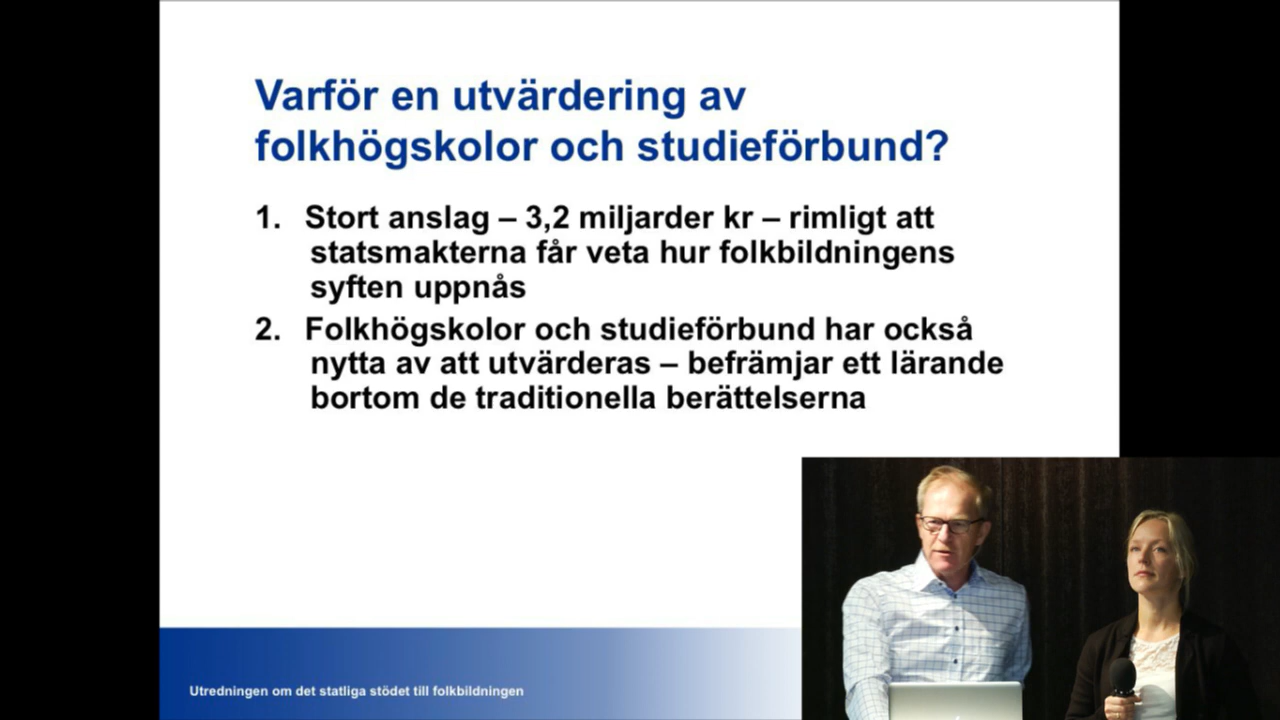 Varför en utvärdering av
folkhögskolor och studieförbund?
1. Stort anslag – 3,2 miljarder kr – rimligt att
statsmakterna får veta hur folkbildningens
syften uppnås
2. Folkhögskolor och studieförbund har också
nytta av att utvärderas – befrämjar ett lärande
bortom de traditionella berättelserna
Utredningen om det statliga stödet till folkbildningen